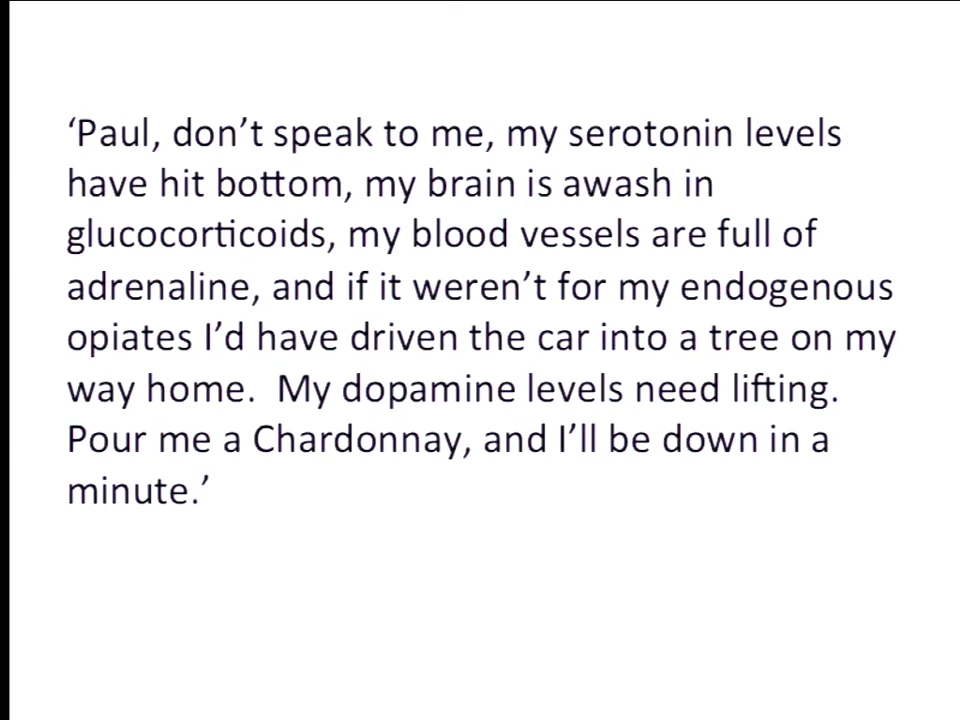 ‘Paul, don’t speak to me, my serotonin levels
have hit bottom, my brain is awash in
glucocorticoids, my blood vessels are full of
adrenaline, and if it weren’t for my endogenous
opiates I’d have driven the car into a tree on my
way home.  My dopamine levels need lifting.
Pour me a Chardonnay, and I’ll be down in a
minute.’